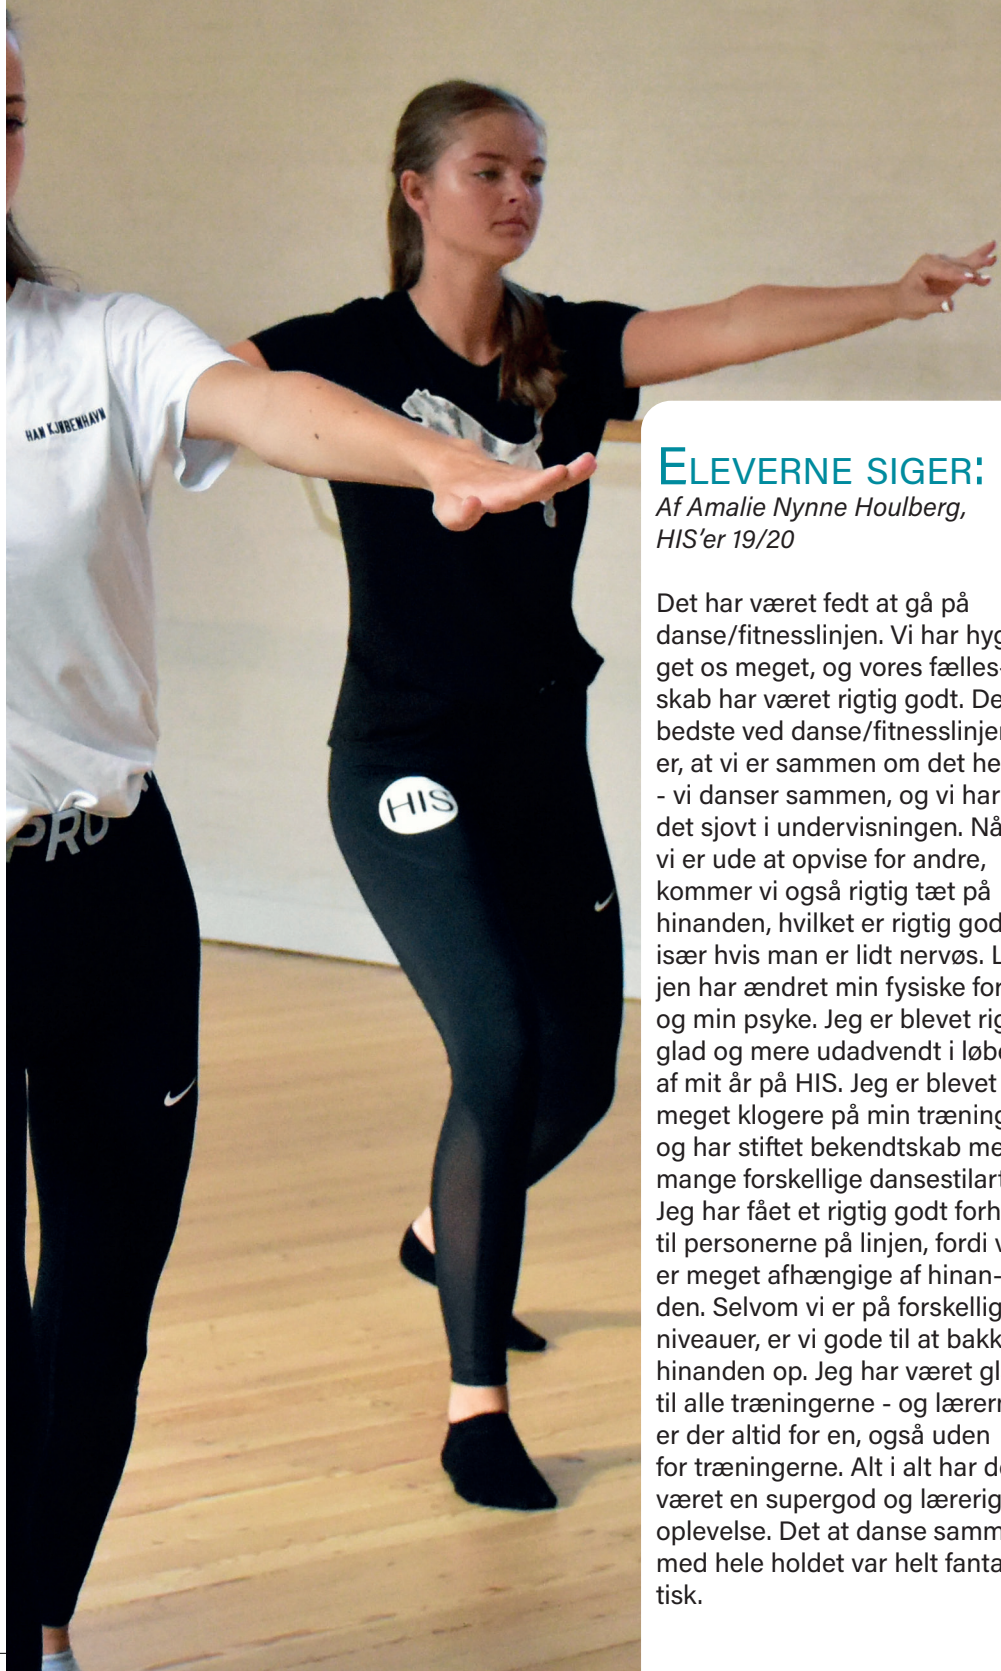 HAN KJØBENHAVN
PRO
HIS
ELEVERNE SIGER:
Af Amalie Nynne Houlberg,
HIS’er 19/20
Det har været fedt at gå på
danse/fitnesslinjen. Vi har hyg
get os meget, og vores fælles-
skab har været rigtig godt. De
bedste ved danse/fitnesslinjen
er, at vi er sammen om det he
- vi danser sammen, og vi har
det sjovt i undervisningen. Nå
vi er ude at opvise for andre,
kommer vi også rigtig tæt på
hinanden, hvilket er rigtig god
især hvis man er lidt nervøs. L
jen har ændret min fysiske for
og min psyke. Jeg er blevet rig
glad og mere udadvendt i løbe
af mit år på HIS. Jeg er blevet
meget klogere på min træning
og har stiftet bekendtskab me
mange forskellige dansestilart
Jeg har fået et rigtig godt forh
til personerne på linjen, fordi v
er meget afhængige af hinan-
den. Selvom vi er på forskellig
niveauer, er vi gode til at bakk
hinanden op. Jeg har været gl
til alle træningerne - og lærern
er der altid for en, også uden
for træningerne. Alt i alt har de
været en supergod og lærerig
oplevelse. Det at danse samm
med hele holdet var helt fanta
tisk.